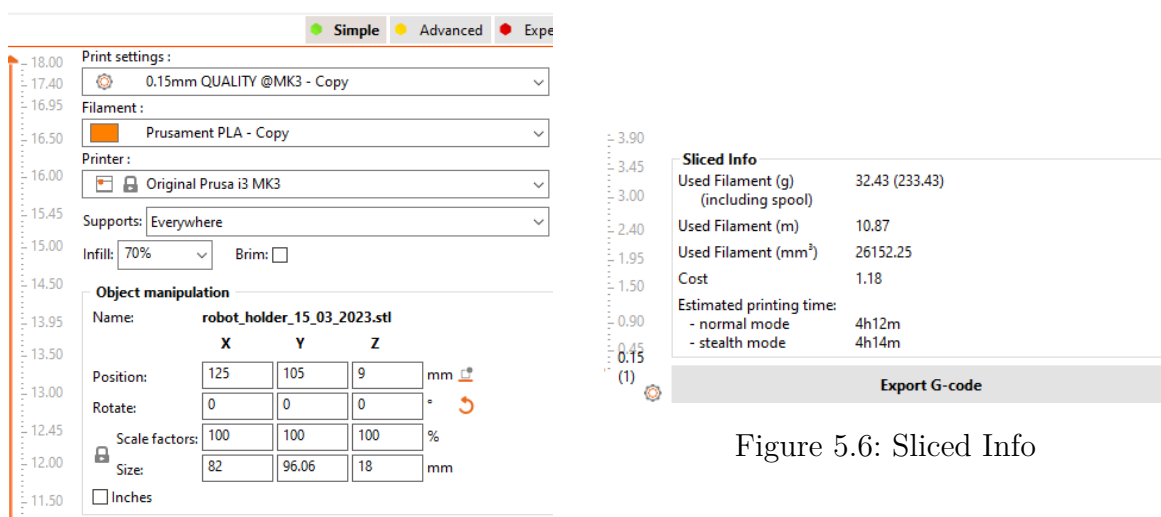 Simple Advanced Expe
18.00
17.40
16.95
16.50
16.00
15.45
15.00
14.50
13.95
13.50
13.00
12.45
12.00
11.50
Print settings :
0.15mm QUALITY @MK3 - Copy
Filament :
Prusament PLA - Copy
Printer :
Original Prusa i3 MK3
Supports: Everywhere
Infill: 70% Brim:
Object manipulation
Name: robot_holder_15_03_2023.stl
X Y Z
Position: 125 105 9 mm
Rotate: 0 0 0 °
Scale factors: 100 100 100 %
Size: 82 96.06 18 mm
Inches
3.90
3.45
3.00
2.40
1.95
1.50
0.90
0.45
0.15
(1)
Sliced Info
Used Filament (g) 32.43 (233.43)
(including spool)
Used Filament (m) 10.87
Used Filament (mm³) 26152.25
Cost 1.18
Estimated printing time:
- normal mode 4h12m
- stealth mode 4h14m
Export G-code
Figure 5.6: Sliced Info